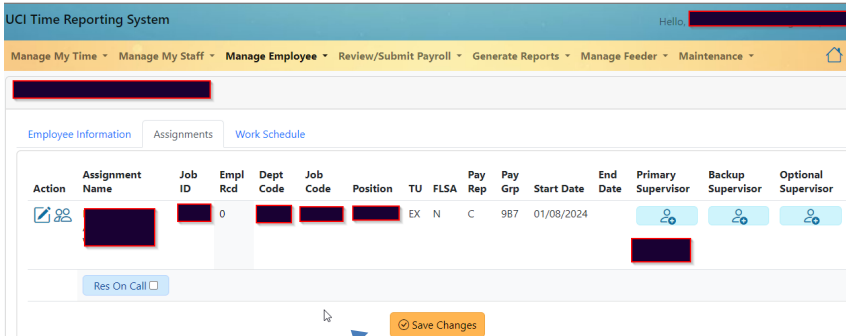 UCI Time Reporting System
Hello,
Manage My Time Manage My Staff Manage Employee Review/Submit Payroll Generate Reports Manage Feeder Maintenance
Employee Information Assignments Work Schedule
Action Assignment Name Job ID Empl Rcd Dept Code Job Code Position TU FLSA Pay Rep Pay Grp Start Date End Date Primary Supervisor Backup Supervisor Optional Supervisor
0 EX N C 9B7 01/08/2024
Res On Call
Save Changes